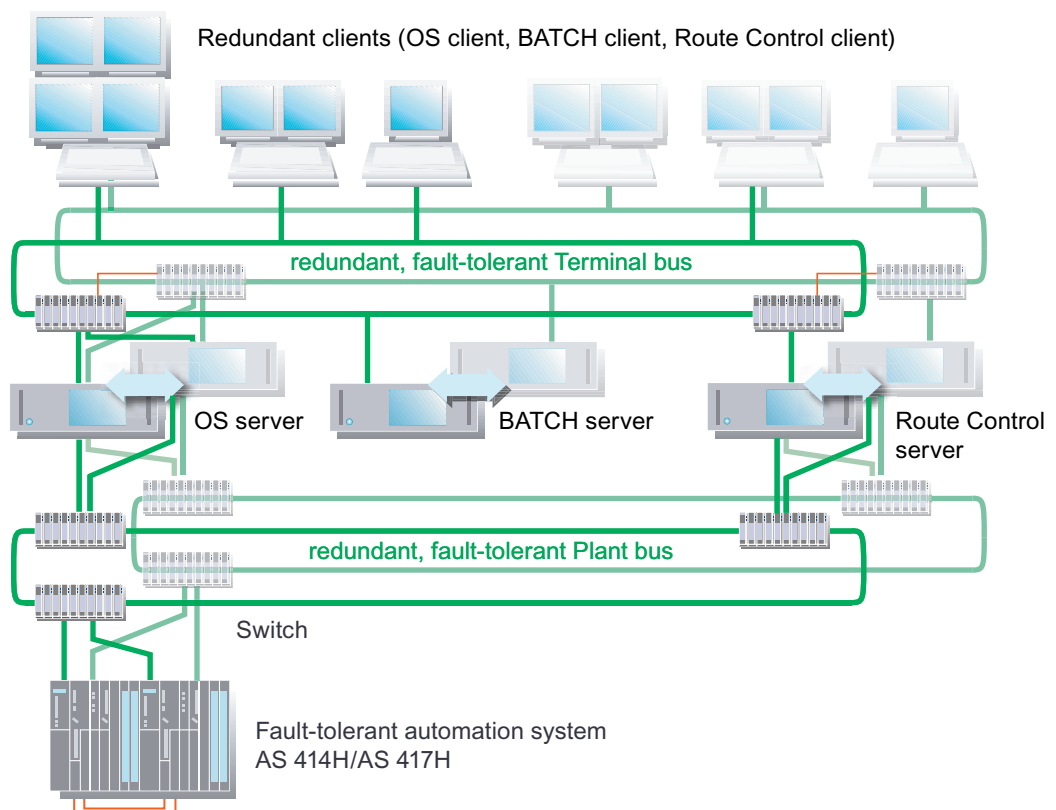 Redundant clients (OS client, BATCH client, Route Control client)
redundant, fault-tolerant Terminal bus
OS server
BATCH server
Route Control
server
redundant, fault-tolerant Plant bus
Switch
Fault-tolerant automation system
AS 414H/AS 417H